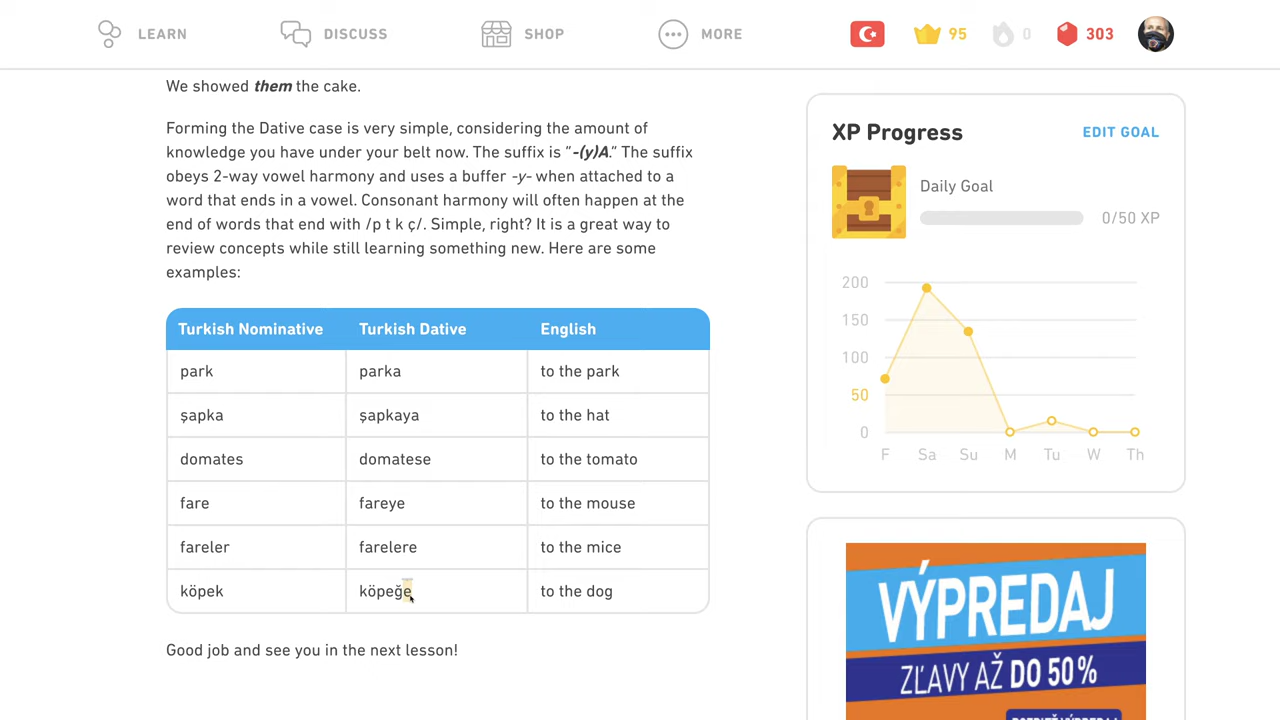 LEARN DISCUSS SHOP MORE 95 0 303
We showed them the cake.
Forming the Dative case is very simple, considering the amount of
knowledge you have under your belt now. The suffix is "-(y)A." The suffix
obeys 2-way vowel harmony and uses a buffer -y- when attached to a
word that ends in a vowel. Consonant harmony will often happen at the
end of words that end with /p t k ç/. Simple, right? It is a great way to
review concepts while still learning something new. Here are some
examples:
Turkish Nominative Turkish Dative English
park parka to the park
şapka şapkaya to the hat
domates domatese to the tomato
fare fareye to the mouse
fareler farelere to the mice
köpek köpeğe to the dog
Good job and see you in the next lesson!
XP Progress EDIT GOAL
Daily Goal
0/50 XP
200
150
100
50
0
F Sa Su M Tu W Th
VÝPREDAJ
ZĽAVY AŽ DO 50%